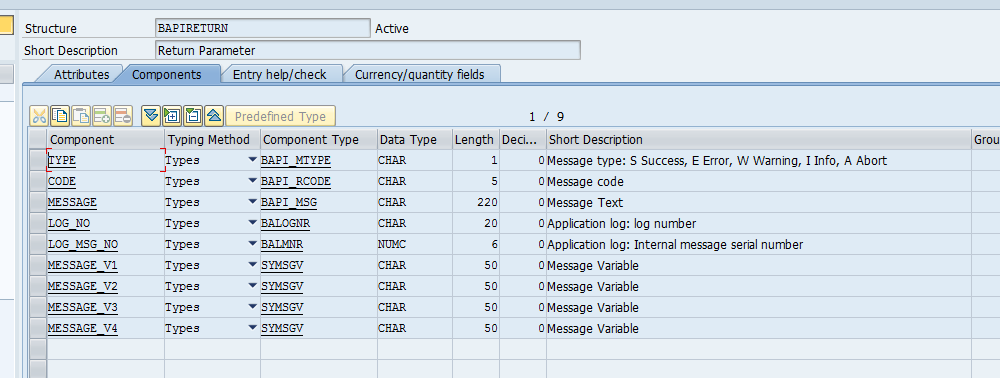 Structure BAPIRETURN Active
Short Description Return Parameter
Attributes Components Entry help/check Currency/quantity fields
Predefined Type 1 / 9
Component Typing Method Component Type Data Type Length Deci... Short Description Grou
TYPE Types BAPI_MTYPE CHAR 1 0 Message type: S Success, E Error, W Warning, I Info, A Abort
CODE Types BAPI_RCODE CHAR 5 0 Message code
MESSAGE Types BAPI_MSG CHAR 220 0 Message Text
LOG_NO Types BALOGNR CHAR 20 0 Application log: log number
LOG_MSG_NO Types BALMNR NUMC 6 0 Application log: Internal message serial number
MESSAGE_V1 Types SYMSGV CHAR 50 0 Message Variable
MESSAGE_V2 Types SYMSGV CHAR 50 0 Message Variable
MESSAGE_V3 Types SYMSGV CHAR 50 0 Message Variable
MESSAGE_V4 Types SYMSGV CHAR 50 0 Message Variable